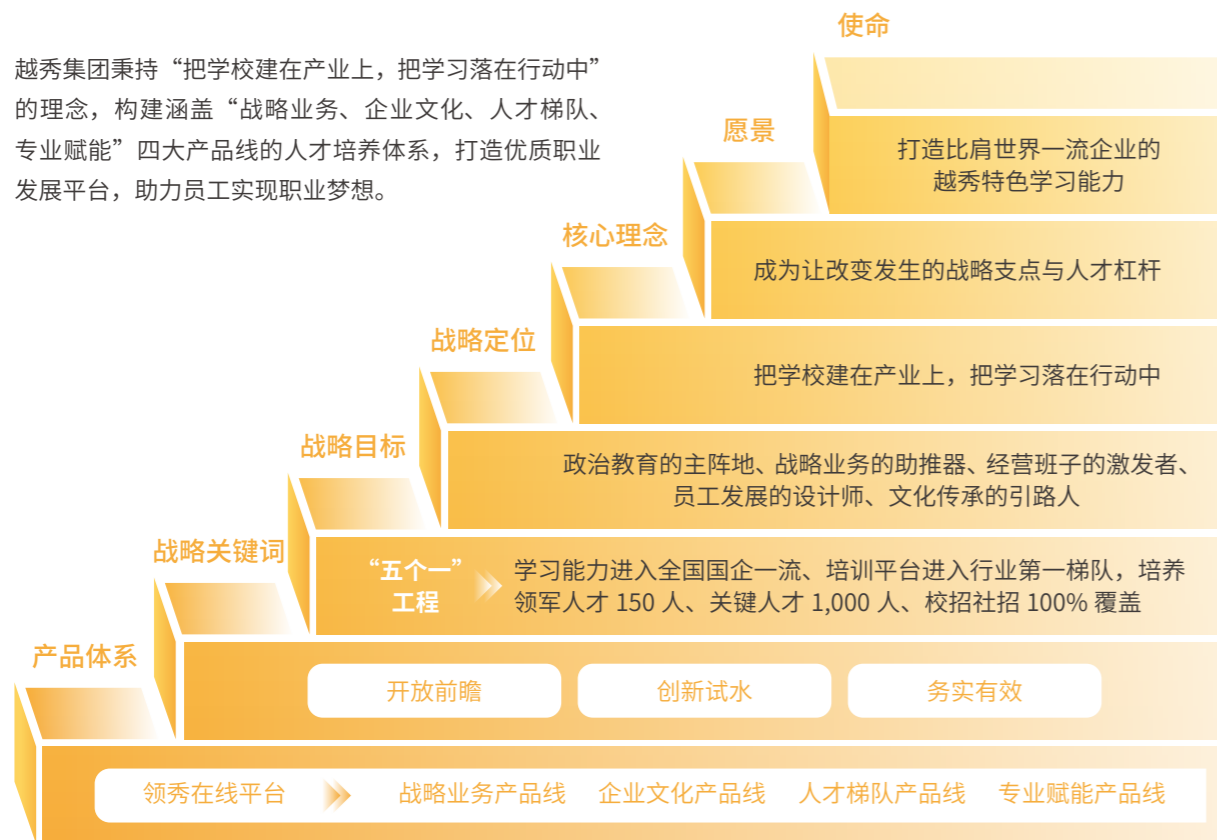 越秀集团秉持“把学校建在产业上，把学习落在行动中”
的理念，构建涵盖“战略业务、企业文化、人才梯队、
专业赋能”四大产品线的人才培养体系，打造优质职业
发展平台，助力员工实现职业梦想。
使命
打造比肩世界一流企业的
越秀特色学习能力
愿景
成为让改变发生的战略支点与人才杠杆
核心理念
把学校建在产业上，把学习落在行动中
战略定位
政治教育的主阵地、战略业务的助推器、经营班子的激发者、
员工发展的设计师、文化传承的引路人
战略目标
“五个一”
工程
学习能力进入全国国企一流、培训平台进入行业第一梯队，培养
领军人才 150 人、关键人才 1,000 人、校招社招 100% 覆盖
战略关键词
开放前瞻 创新试水 务实有效
产品体系
领秀在线平台 战略业务产品线 企业文化产品线 人才梯队产品线 专业赋能产品线